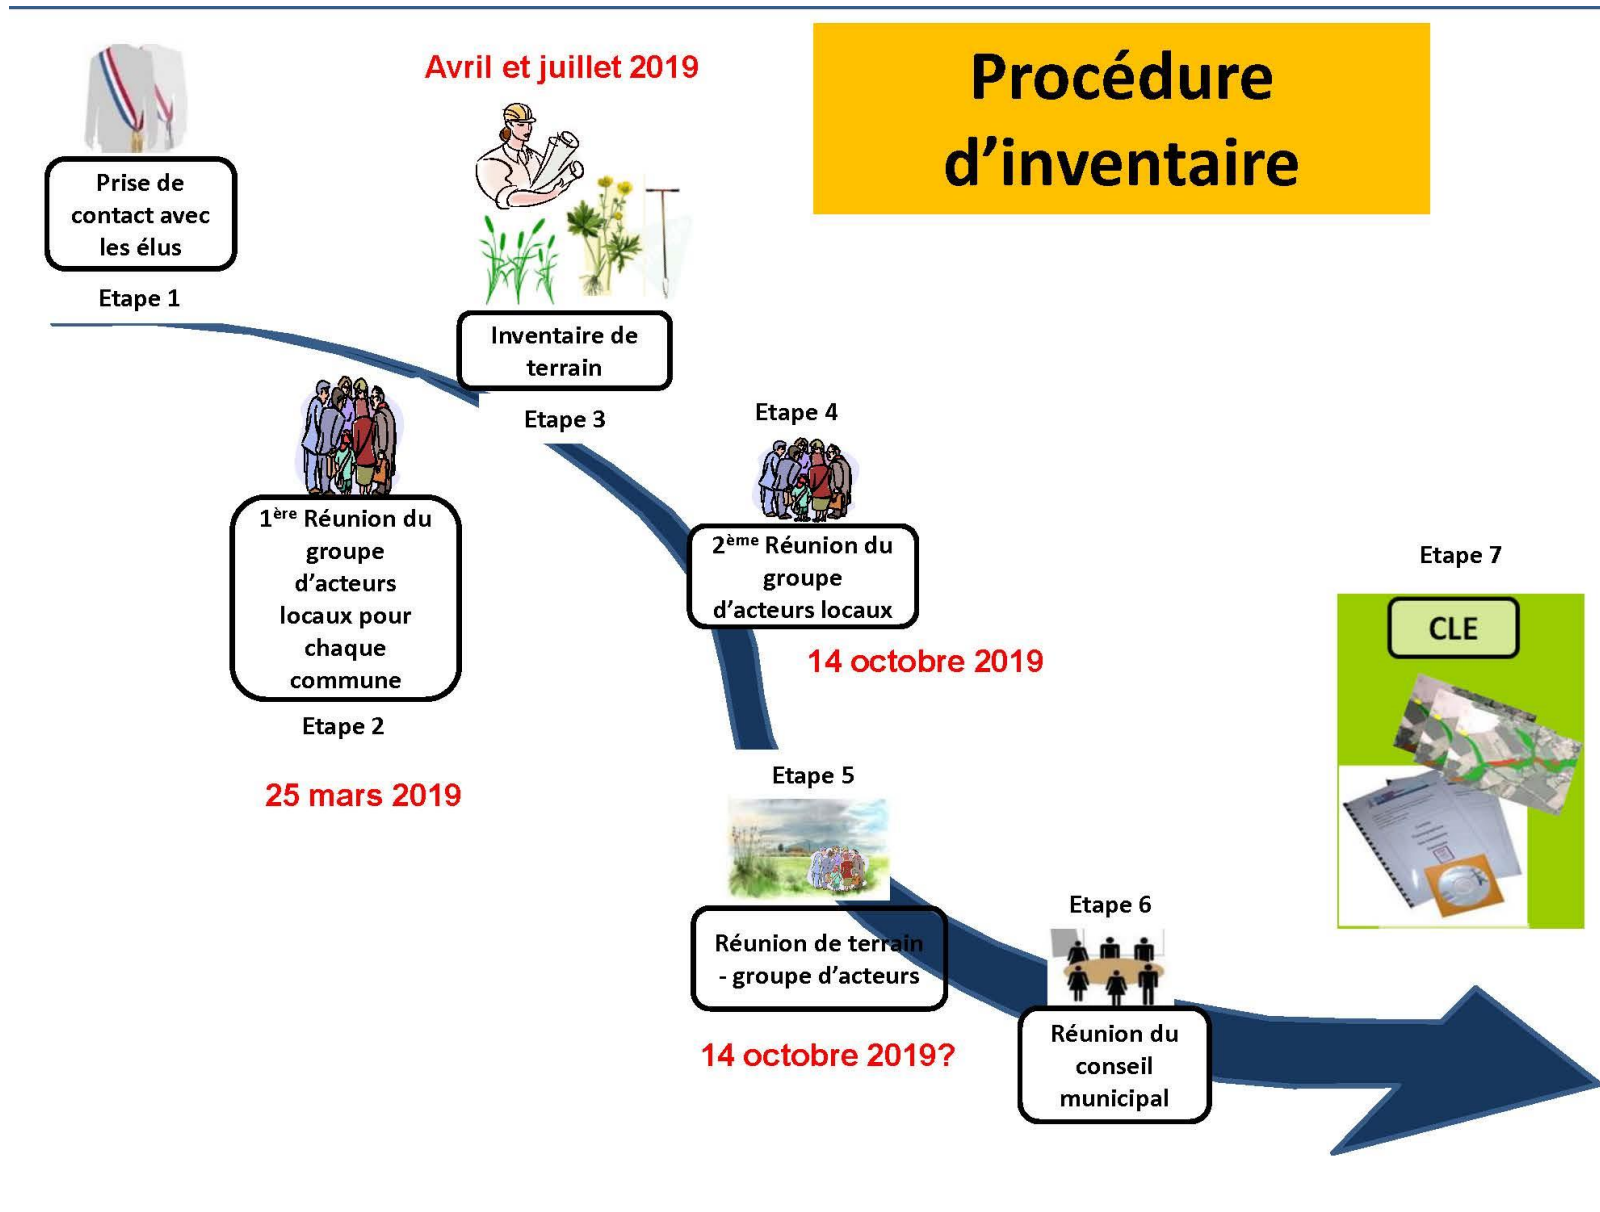 Procédure
d’inventaire
Prise de
contact avec
les élus
Etape 1
1ère Réunion du
groupe
d’acteurs
locaux pour
chaque
commune
Etape 2
25 mars 2019
Avril et juillet 2019
Inventaire de
terrain
Etape 3
Etape 4
2ème Réunion du
groupe
d’acteurs locaux
14 octobre 2019
Etape 5
Réunion de terrain
- groupe d’acteurs
14 octobre 2019?
Etape 6
Réunion du
conseil
municipal
Etape 7
CLE